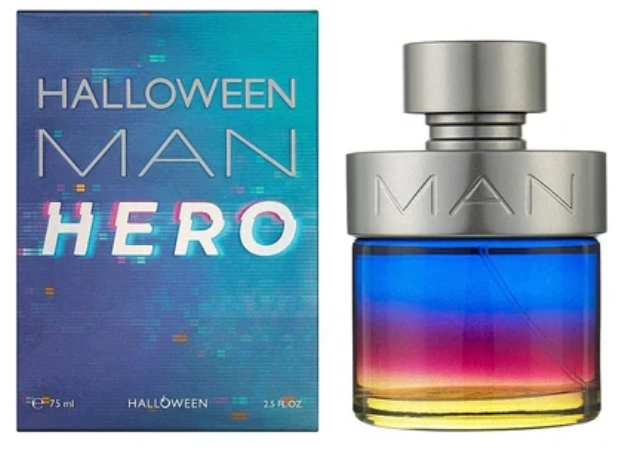 HALLOWEEN
MAN
HERO
℮ 75 ml HALLOWEEN 2.5 FL.OZ.
MAN